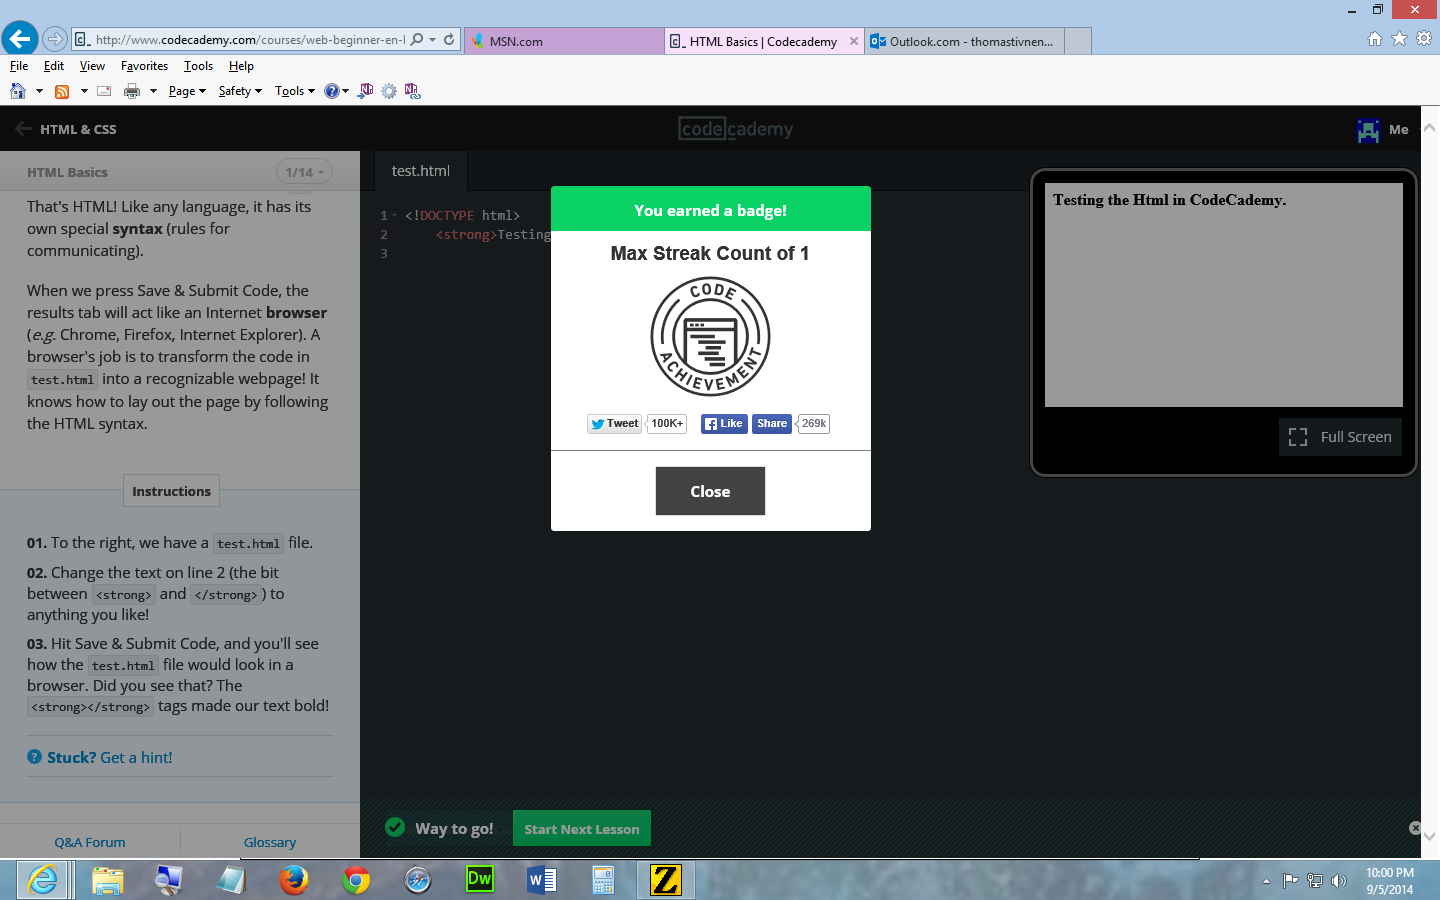 http://www.codecademy.com/courses/web-beginner-en-
MSN.com
HTML Basics | Codecademy
Outlook.com - thomastivnen...
File Edit View Favorites Tools Help
Page Safety Tools
HTML & CSS
codecademy
Me
HTML Basics
1/14
That's HTML! Like any language, it has its
own special syntax (rules for
communicating).
When we press Save & Submit Code, the
results tab will act like an Internet browser
(e.g. Chrome, Firefox, Internet Explorer). A
browser's job is to transform the code in
test.html into a recognizable webpage! It
knows how to lay out the page by following
the HTML syntax.
Instructions
01. To the right, we have a test.html file.
02. Change the text on line 2 (the bit
between <strong> and </strong>) to
anything you like!
03. Hit Save & Submit Code, and you'll see
how the test.html file would look in a
browser. Did you see that? The
<strong></strong> tags made our text bold!
? Stuck? Get a hint!
Q&A Forum Glossary
test.html
1 <!DOCTYPE html>
2 <strong>Testing
3
You earned a badge!
Max Streak Count of 1
CODE
ACHIEVEMENT
Tweet 100K+ Like Share 269k
Close
Testing the Html in CodeCademy.
Full Screen
Way to go! Start Next Lesson
Dw
W
Z
10:00 PM
9/5/2014